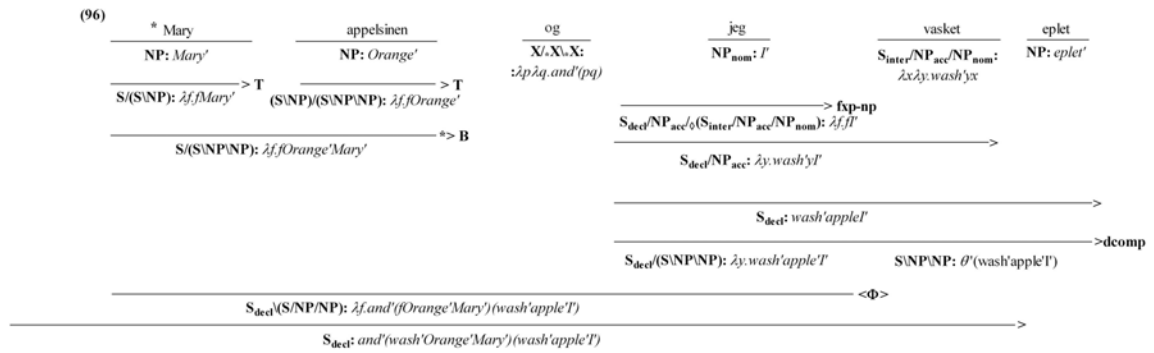 (96)
* Mary appelsinen og jeg vasket eplet
NP: Mary' NP: Orange' X/*X\*X: NPnom: I' Sinter/NPacc/NPnom: NP: eplet'
:λpλq.and'(pq) λxλy.wash'yx
> T > T
S/(S\NP): λf.fMary' (S\NP)/(S\NP\NP): λf.fOrange' > fxp-np
Sdecl/NPacc/◊(Sinter/NPacc/NPnom): λf.fI'
*> B
S/(S\NP\NP): λf.fOrange'Mary' >
Sdecl/NPacc: λy.wash'yI'
>
Sdecl: wash'appleI'
>dcomp
Sdecl/(S\NP\NP): λy.wash'apple'I' S\NP\NP: θ'(wash'apple'I')
<Φ>
Sdecl\(S/NP/NP): λf.and'(fOrange'Mary')(wash'apple'I')
>
Sdecl: and'(wash'Orange'Mary')(wash'apple'I')